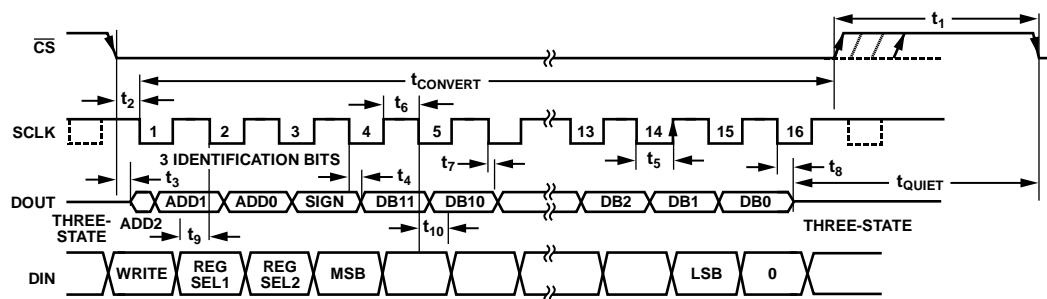 t1
CS
tCONVERT
t2
t6
SCLK
1 2 3 4 5 13 14 15 16
3 IDENTIFICATION BITS
t3 t4 t7 t5 t8
tQUIET
DOUT
ADD1 ADD0 SIGN DB11 DB10 DB2 DB1 DB0
THREE-
STATE
ADD2
t9
t10
THREE-STATE
DIN
WRITE
REG
SEL1
REG
SEL2
MSB
LSB
0